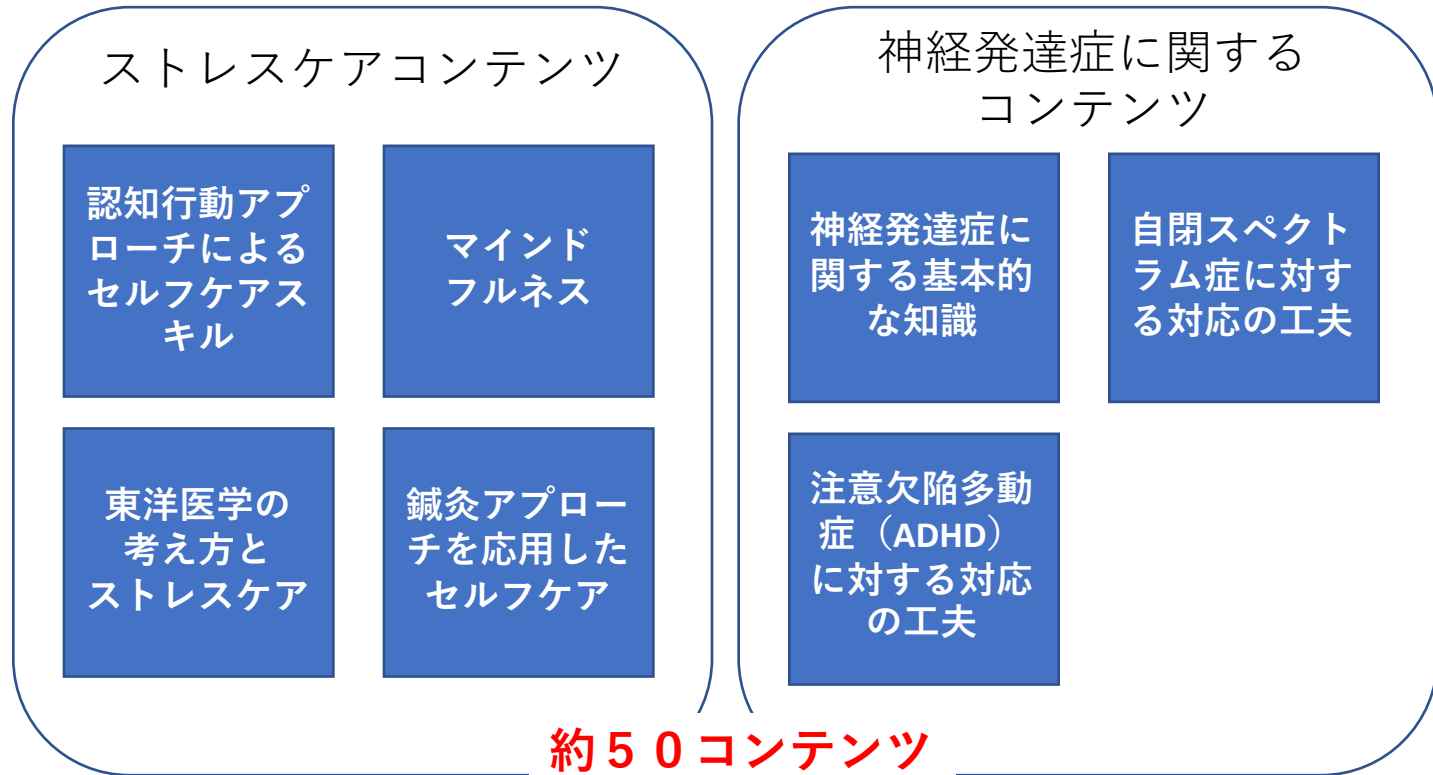 ストレスケアコンテンツ
認知行動アプ
ローチによる
セルフケアス
キル
マインド
フルネス
東洋医学の
考え方と
ストレスケア
鍼灸アプロー
チを応用した
セルフケア
神経発達症に関する
コンテンツ
神経発達症に
関する基本的
な知識
自閉スペクト
ラム症に対す
る対応の工夫
注意欠陥多動
症（ADHD）
に対する対応
の工夫
約５０コンテンツ